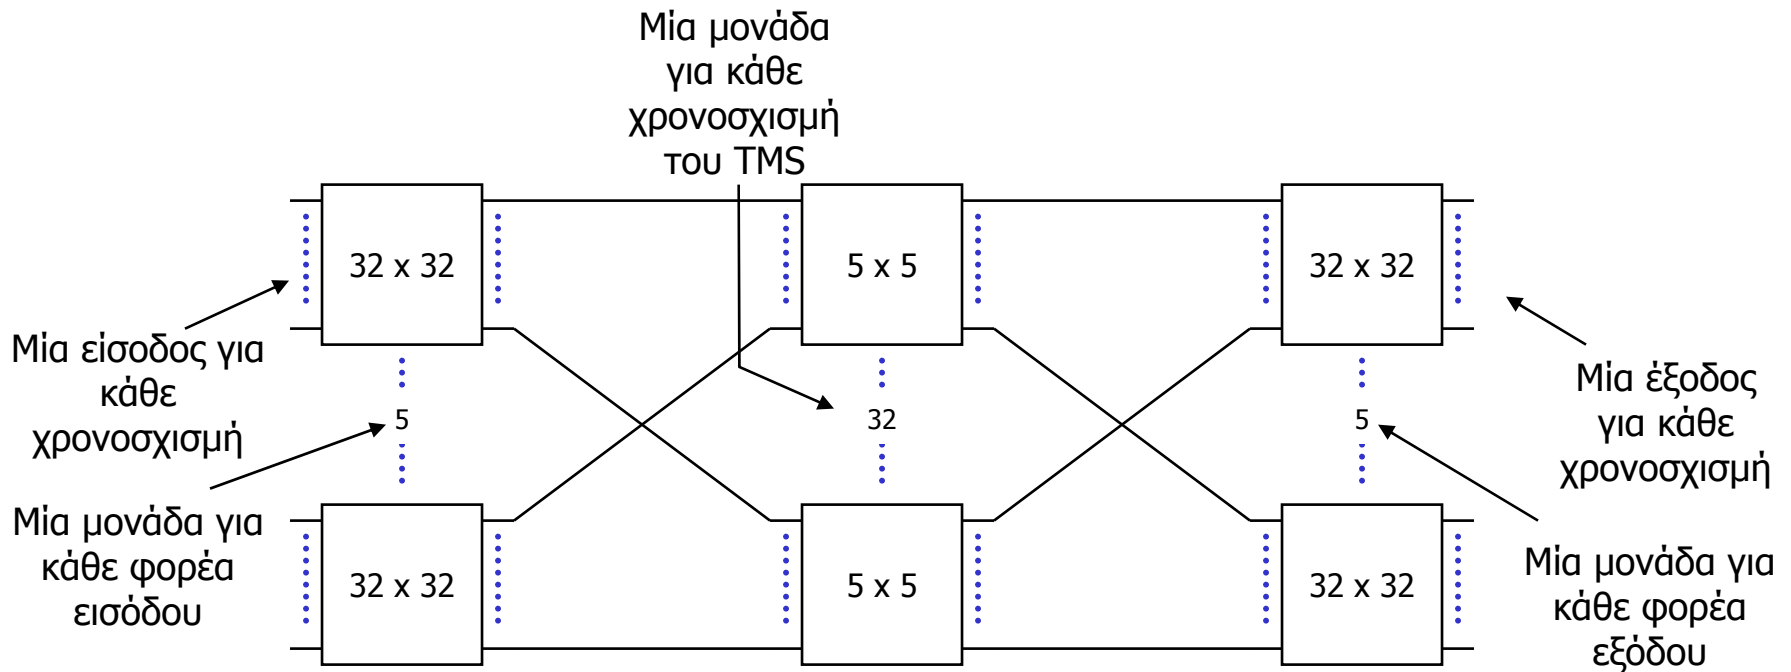 Μία μονάδα
για κάθε
χρονοσχισμή
του TMS
32 x 32
5 x 5
32 x 32
Μία είσοδος για
κάθε
χρονοσχισμή
5
32
5
Μία έξοδος
για κάθε
χρονοσχισμή
Μία μονάδα για
κάθε φορέα
εισόδου
32 x 32
5 x 5
32 x 32
Μία μονάδα για
κάθε φορέα
εξόδου